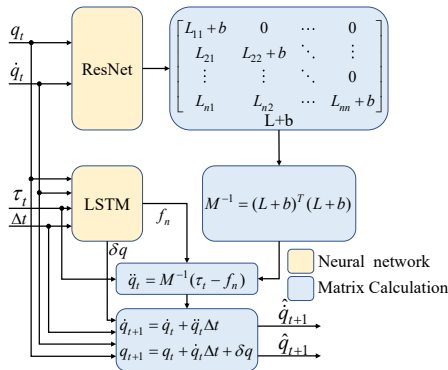 q_t
q̇_t
ResNet
L_11 + b 0 ⋯ 0
L_21 L_22 + b ⋱ ⋮
⋮ ⋮ ⋱ 0
L_n1 L_n2 ⋯ L_nn + b
L+b
M^{-1} = (L + b)^T (L + b)
τ_t
Δt
LSTM
f_n
δq
q̈_t = M^{-1}(τ_t − f_n)
q̇_{t+1} = q̇_t + q̈_t Δt
q_{t+1} = q_t + q̇_t Δt + δq
Neural network
Matrix Calculation
\hat{q̇}_{t+1}
\hat{q}_{t+1}